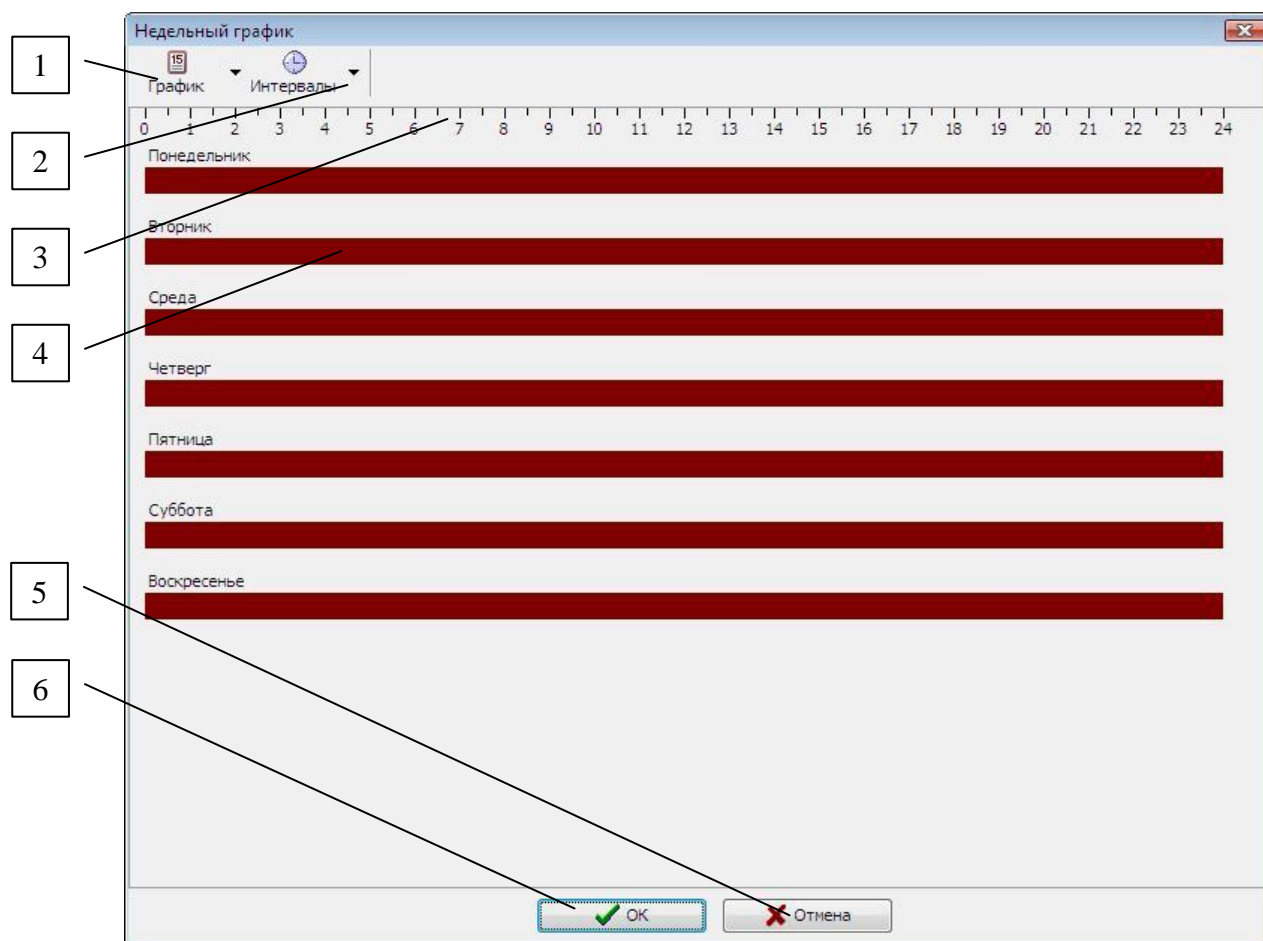 Недельный график
1
15
График
Интервалы
0 1 2 3 4 5 6 7 8 9 10 11 12 13 14 15 16 17 18 19 20 21 22 23 24
2
Понедельник
3
Вторник
Среда
4
Четверг
Пятница
Суббота
5
Воскресенье
6
OK
Отмена